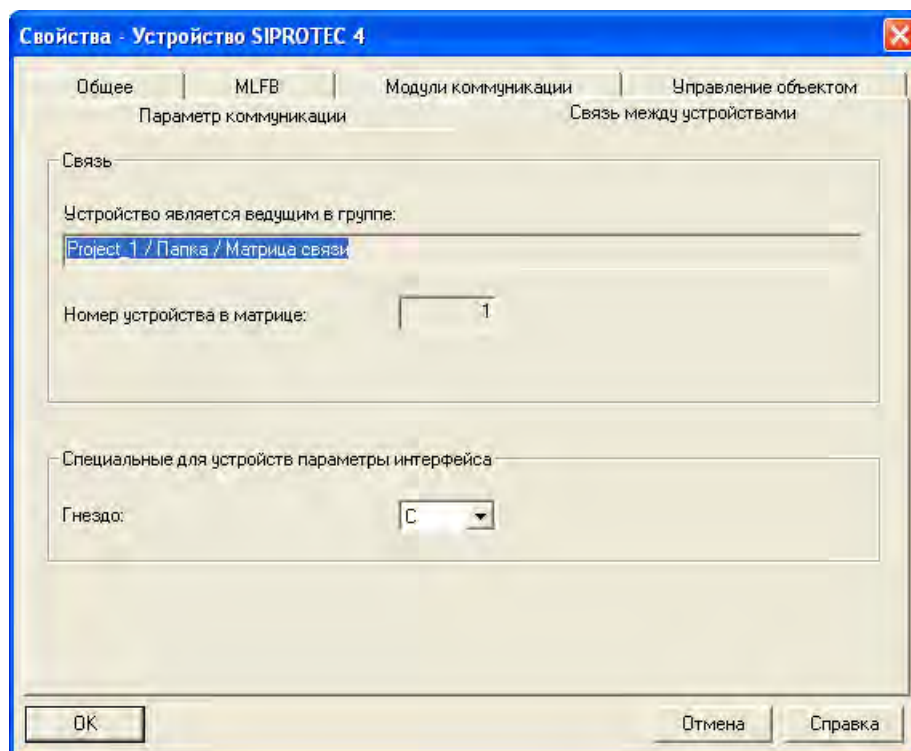 Свойства - Устройство SIPROTEC 4
Общее MLFB Модули коммуникации Управление объектом
Параметр коммуникации Связь между устройствами
Связь
Устройство является ведущим в группе:
Project_1 / Папка / Матрица связи
Номер устройства в матрице: 1
Специальные для устройств параметры интерфейса
Гнездо: C
OK Отмена Справка